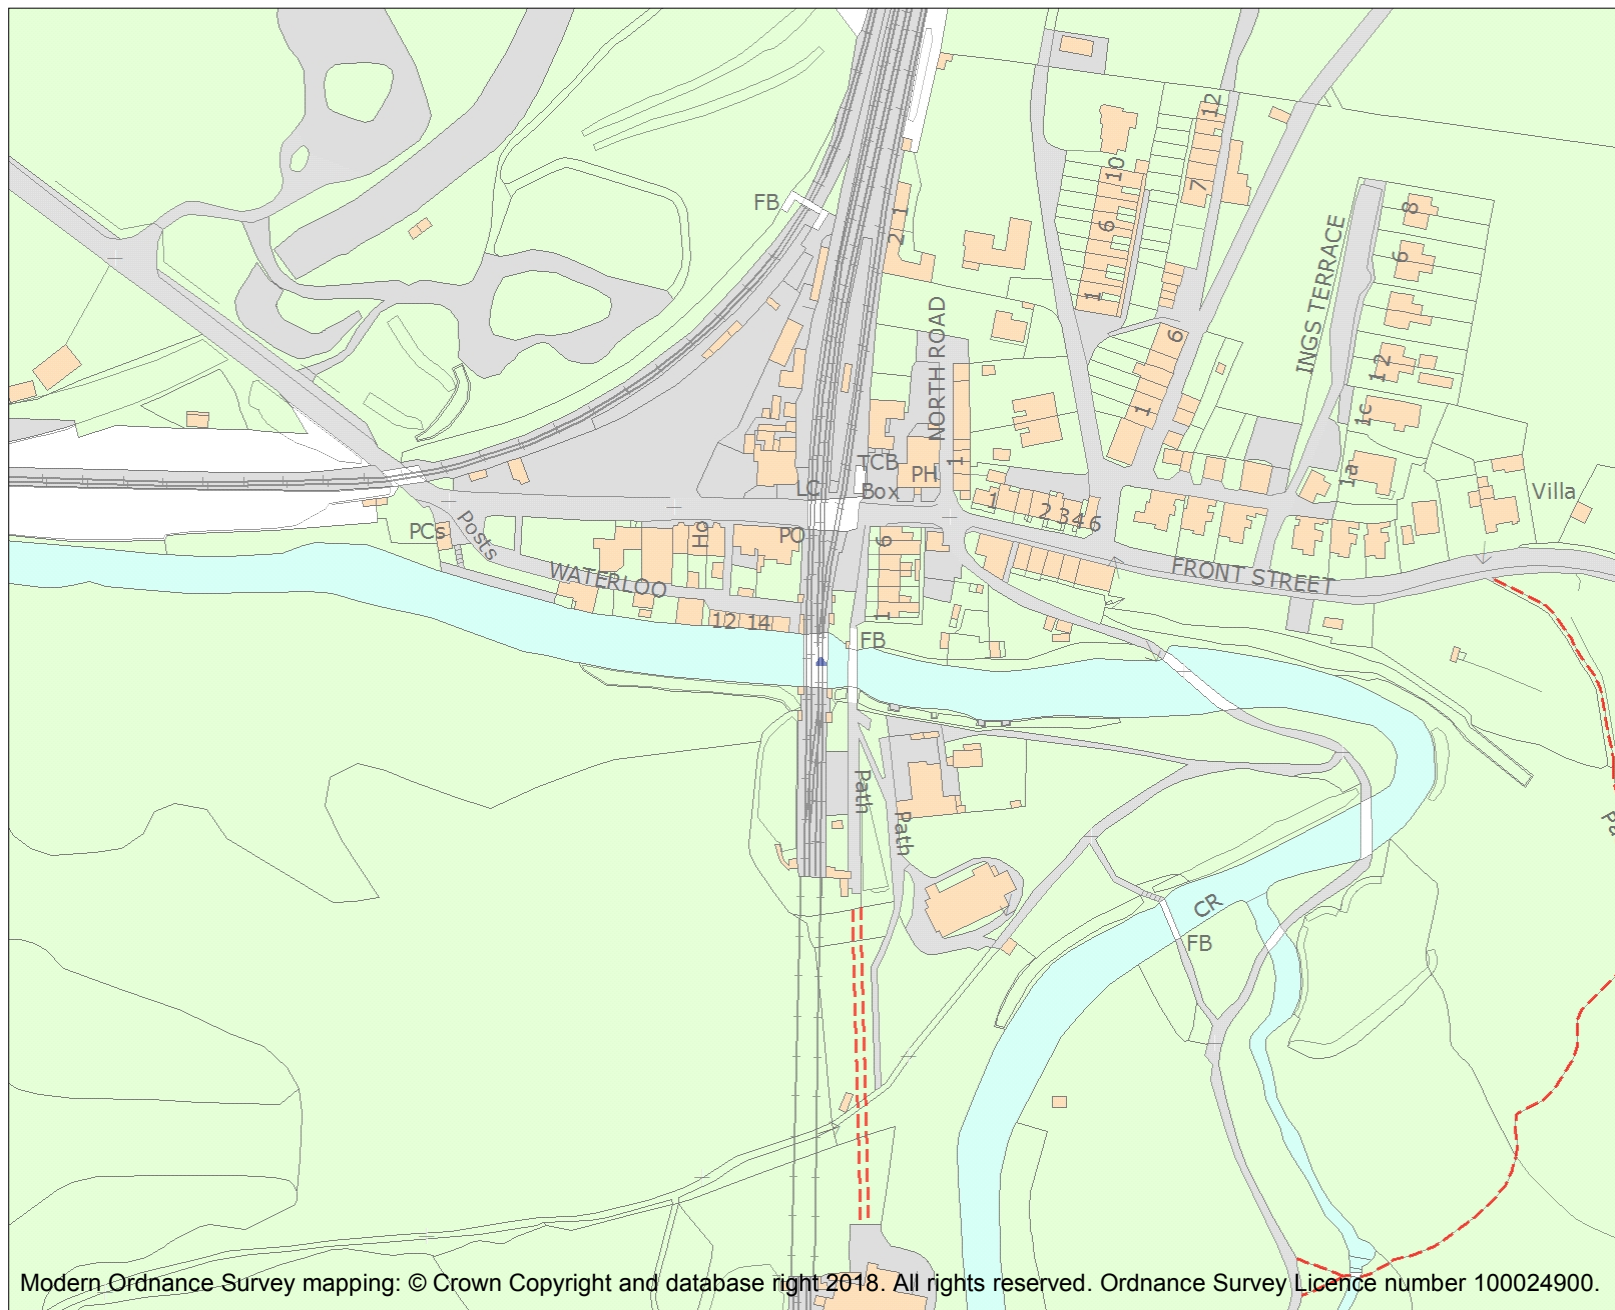 12
10
7
8
FB
1
2
6
6
INGS TERRACE
1
NORTH ROAD
6
12
1
1c
TCB
PH
1
1a
LC
Box
Villa
1
2 3 4 6
PCs
Posts
Ho
PO
9
FRONT STREET
WATERLOO
12 14
1
FB
Path
Path
Pa
CR
FB
Modern Ordnance Survey mapping: © Crown Copyright and database right 2018. All rights reserved. Ordnance Survey Licence number 100024900.